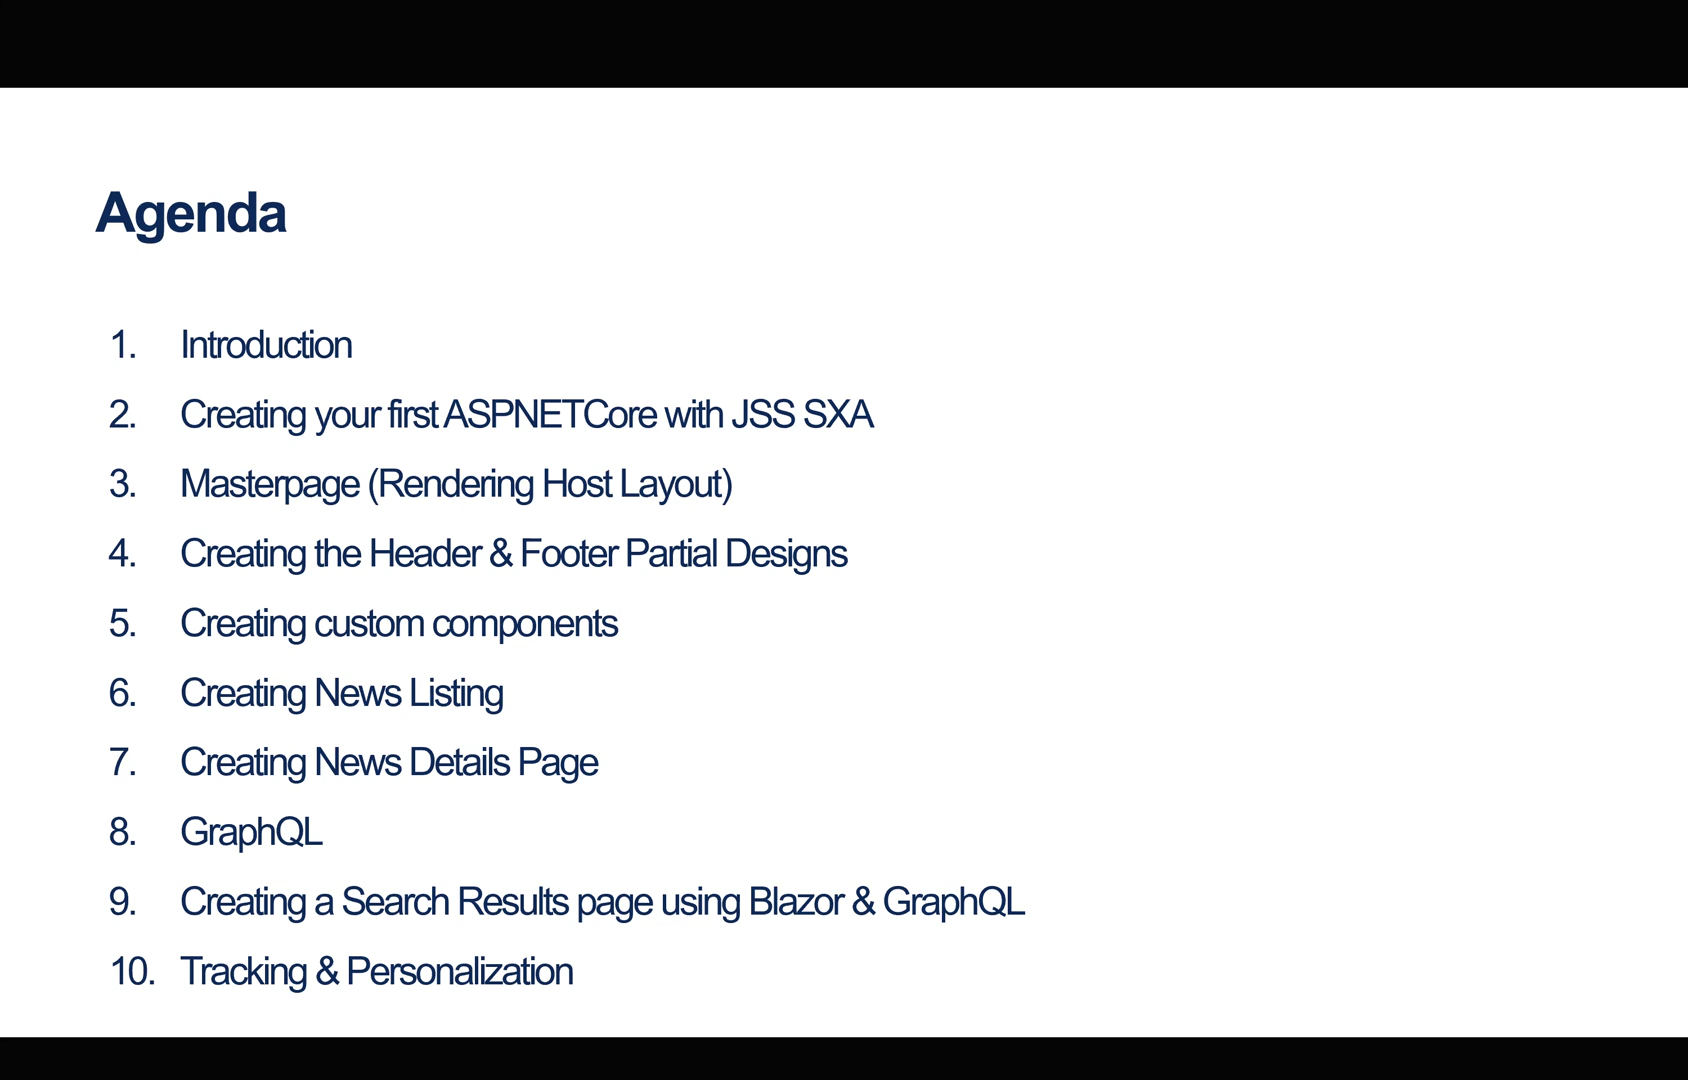 Agenda
1. Introduction
2. Creating your first ASPNETCore with JSS SXA
3. Masterpage (Rendering Host Layout)
4. Creating the Header & Footer Partial Designs
5. Creating custom components
6. Creating News Listing
7. Creating News Details Page
8. GraphQL
9. Creating a Search Results page using Blazor & GraphQL
10. Tracking & Personalization